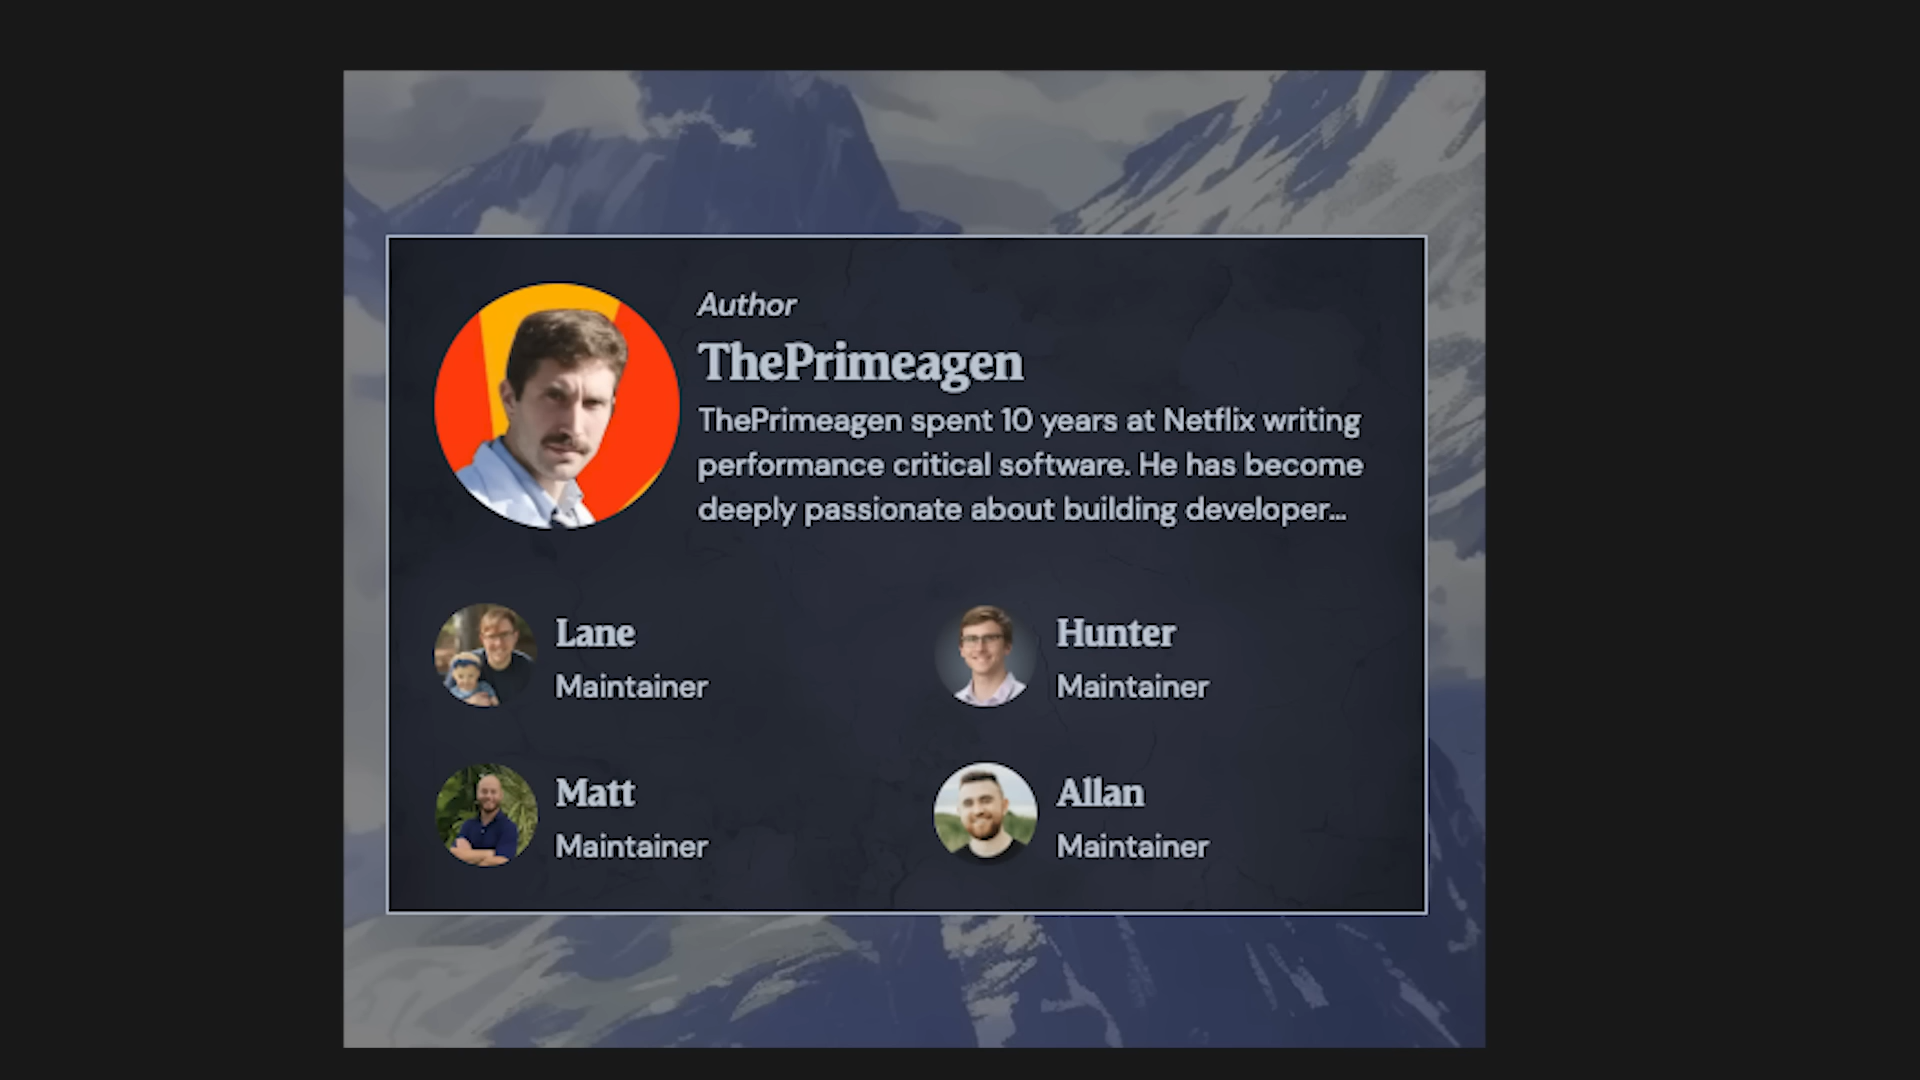 Author
ThePrimeagen
ThePrimeagen spent 10 years at Netflix writing
performance critical software. He has become
deeply passionate about building developer...
Lane
Maintainer
Hunter
Maintainer
Matt
Maintainer
Allan
Maintainer